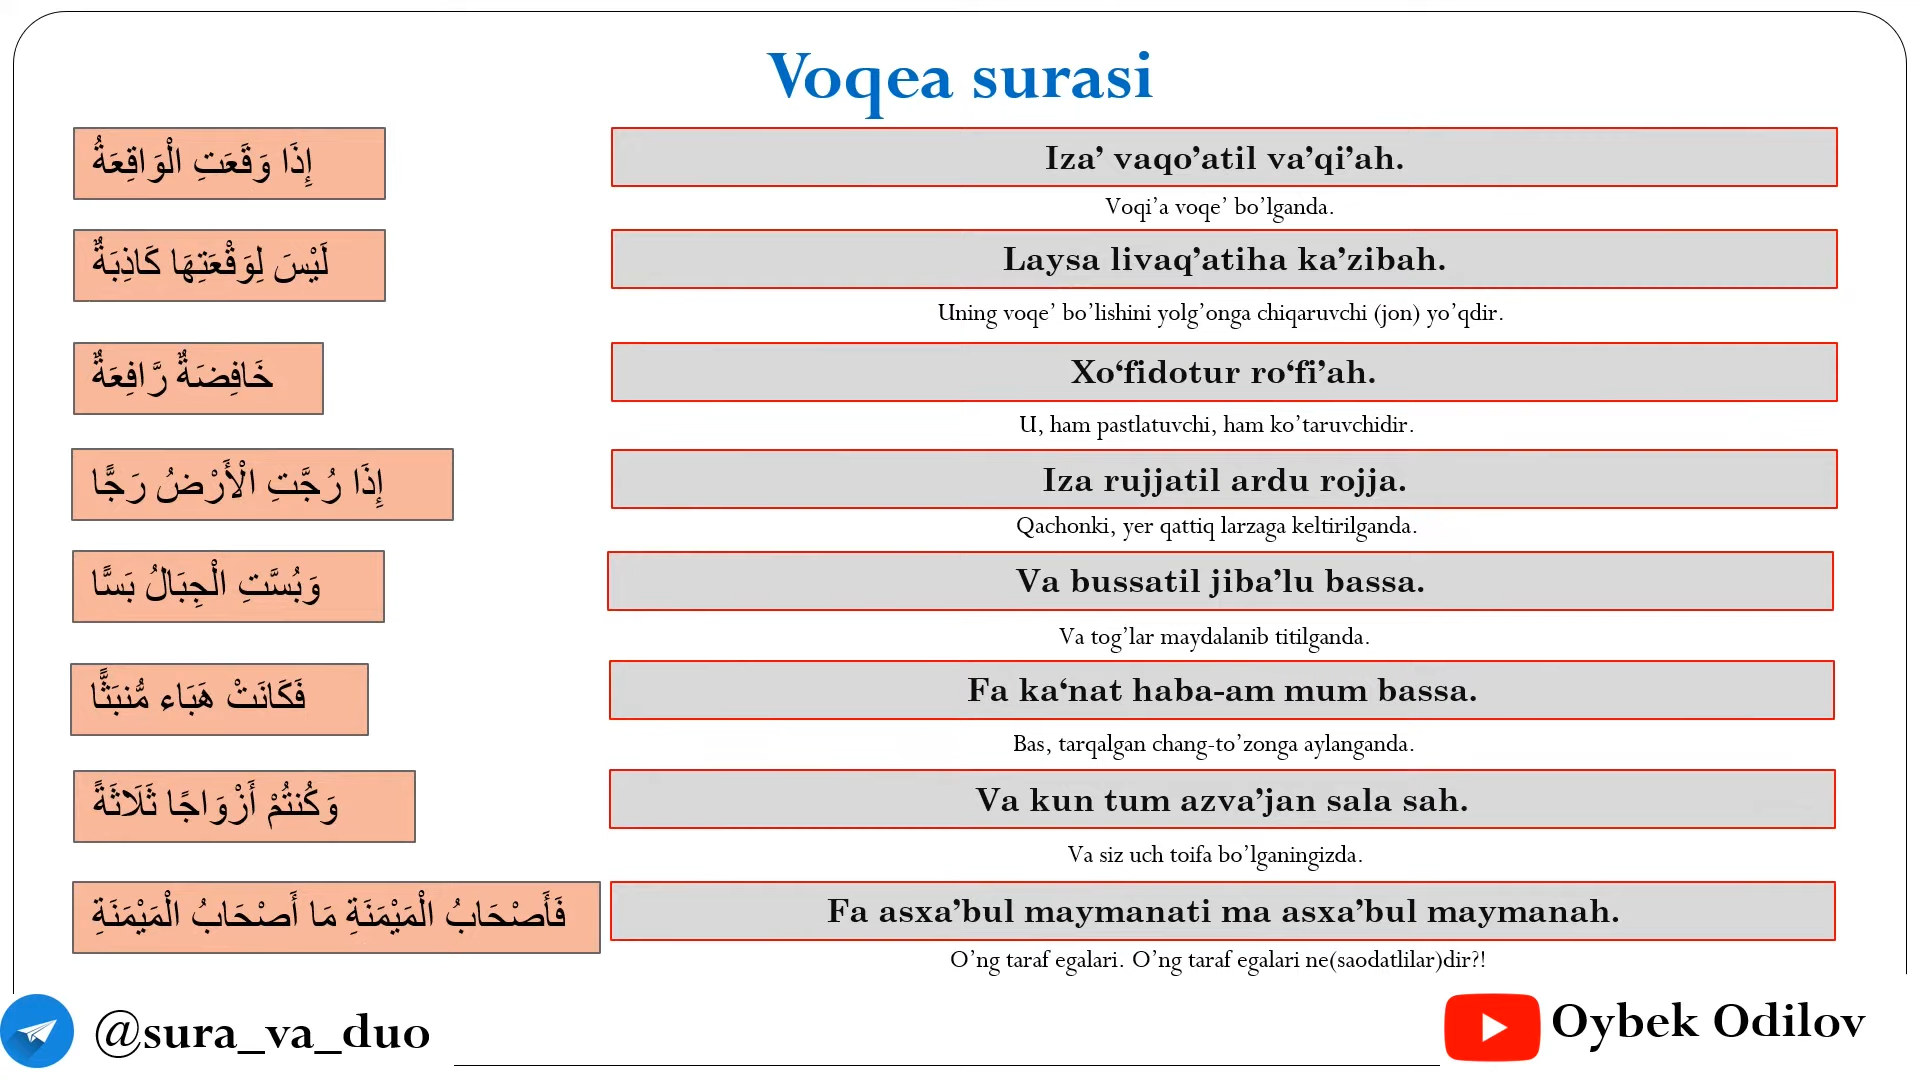 Voqea surasi
إِذَا وَقَعَتِ الْوَاقِعَةُ
Iza’ vaqo’atil va’qi’ah.
Voqi’a voqe’ bo’lganda.
لَيْسَ لِوَقْعَتِهَا كَاذِبَةٌ
Laysa livaq’atiha ka’zibah.
Uning voqe’ bo’lishini yolg’onga chiqaruvchi (jon) yo’qdir.
خَافِضَةٌ رَّافِعَةٌ
Xo‘fidotur ro‘fi’ah.
U, ham pastlatuvchi, ham ko’taruvchidir.
إِذَا رُجَّتِ الْأَرْضُ رَجًّا
Iza rujjatil ardu rojja.
Qachonki, yer qattiq larzaga keltirilganda.
وَبُسَّتِ الْجِبَالُ بَسًّا
Va bussatil jiba’lu bassa.
Va tog’lar maydalanib titilganda.
فَكَانَتْ هَبَاء مُّنبَثًّا
Fa ka‘nat haba-am mum bassa.
Bas, tarqalgan chang-to’zonga aylanganda.
وَكُنتُمْ أَزْوَاجًا ثَلَاثَةً
Va kun tum azva’jan sala sah.
Va siz uch toifa bo’lganingizda.
فَأَصْحَابُ الْمَيْمَنَةِ مَا أَصْحَابُ الْمَيْمَنَةِ
Fa asxa’bul maymanati ma asxa’bul maymanah.
O’ng taraf egalari. O’ng taraf egalari ne(saodatlilar)dir?!
@sura_va_duo
Oybek Odilov